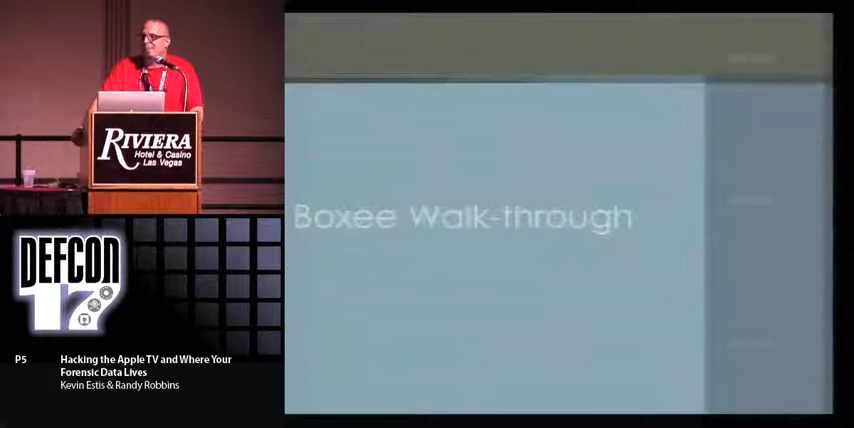 RIVIERA
Hotel & Casino
Las Vegas
Boxee Walk-through
DEFCON
17
P5 Hacking the Apple TV and Where Your
Forensic Data Lives
Kevin Estis & Randy Robbins